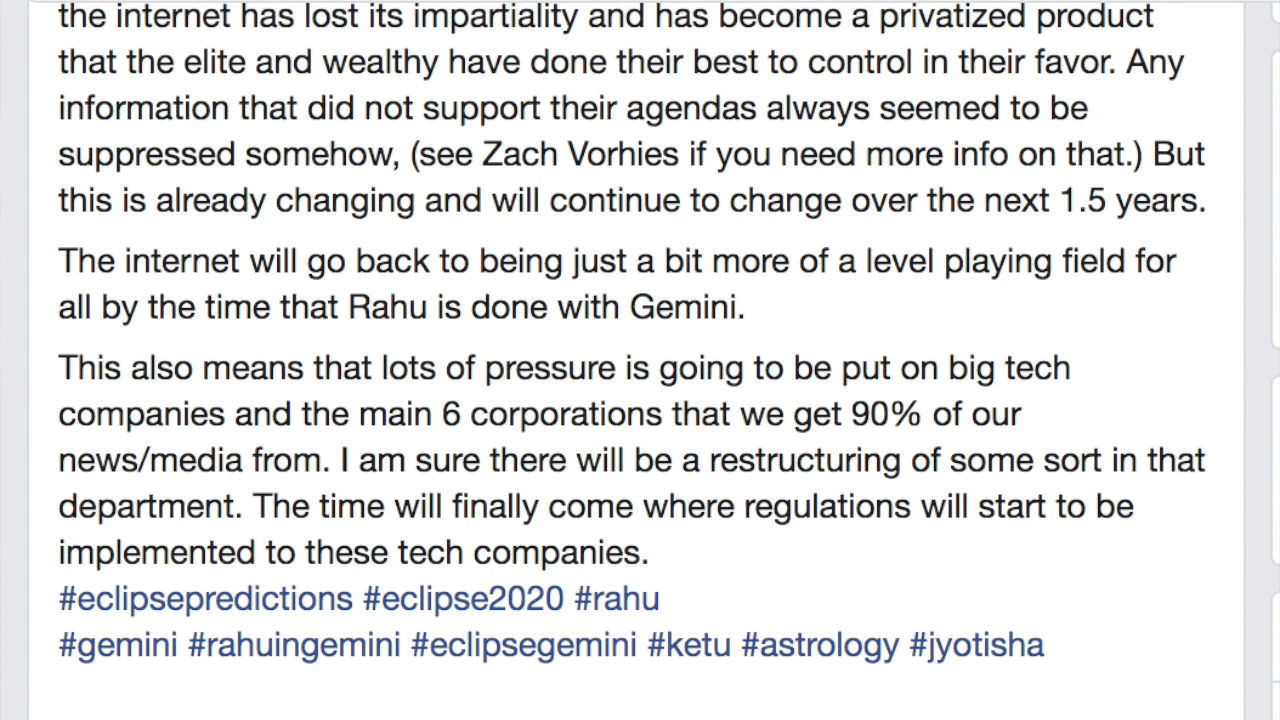 the internet has lost its impartiality and has become a privatized product
that the elite and wealthy have done their best to control in their favor. Any
information that did not support their agendas always seemed to be
suppressed somehow, (see Zach Vorhies if you need more info on that.) But
this is already changing and will continue to change over the next 1.5 years.
The internet will go back to being just a bit more of a level playing field for
all by the time that Rahu is done with Gemini.
This also means that lots of pressure is going to be put on big tech
companies and the main 6 corporations that we get 90% of our
news/media from. I am sure there will be a restructuring of some sort in that
department. The time will finally come where regulations will start to be
implemented to these tech companies.
#eclipsepredictions #eclipse2020 #rahu
#gemini #rahuingemini #eclipsegemini #ketu #astrology #jyotisha